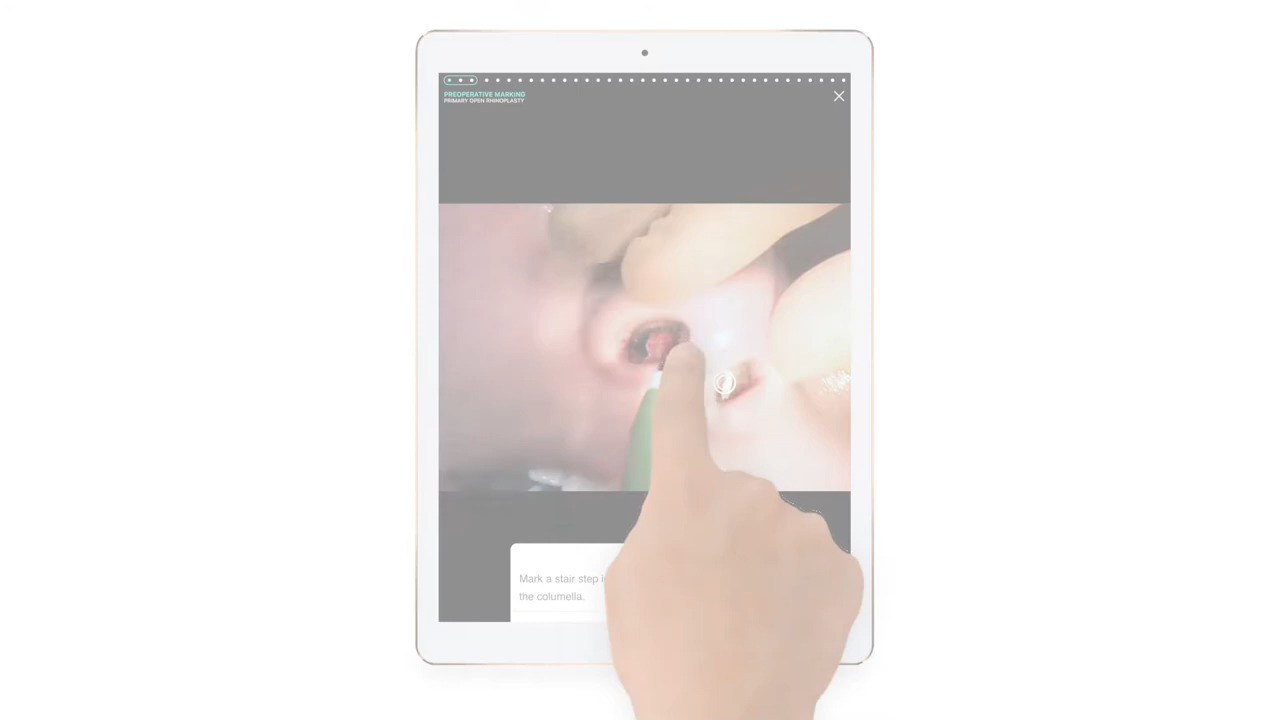 PREOPERATIVE MARKING
PRIMARY OPEN RHINOPLASTY
Mark a stair step
the columella.